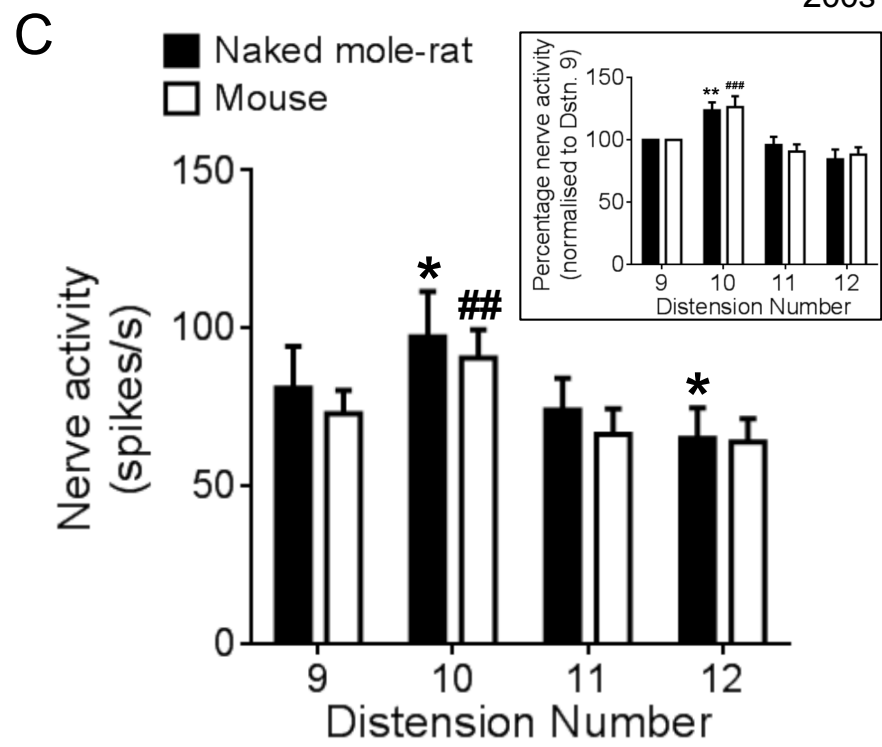 C
Naked mole-rat
Mouse
Nerve activity
(spikes/s)
150
100
50
0
*
##
*
9 10 11 12
Distension Number
Percentage nerve activity
(normalised to Dstn. 9)
150
100
50
0
**
###
9 10 11 12
Distension Number